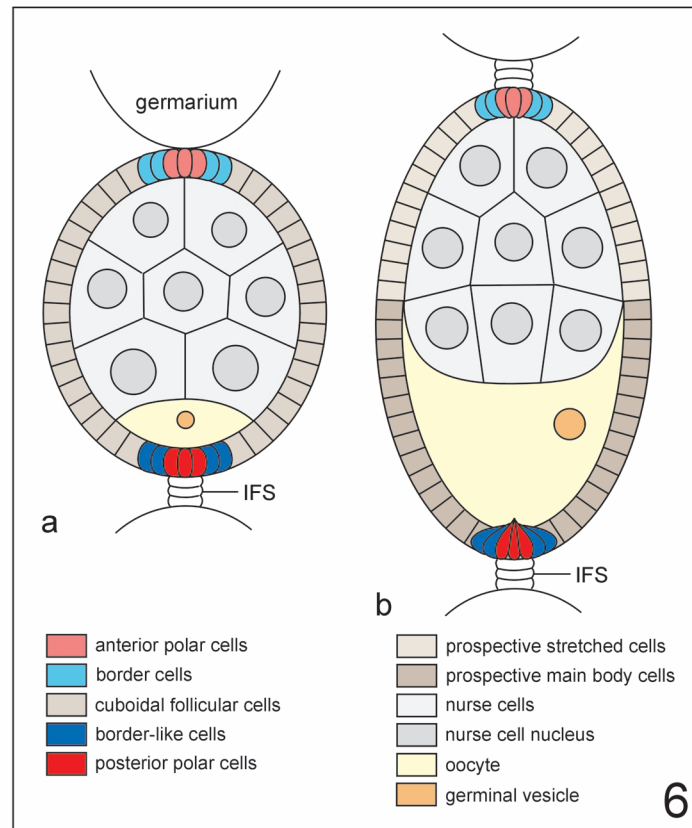 germarium
IFS
a
IFS
b
anterior polar cells
border cells
cuboidal follicular cells
border-like cells
posterior polar cells
prospective stretched cells
prospective main body cells
nurse cells
nurse cell nucleus
oocyte
germinal vesicle
6